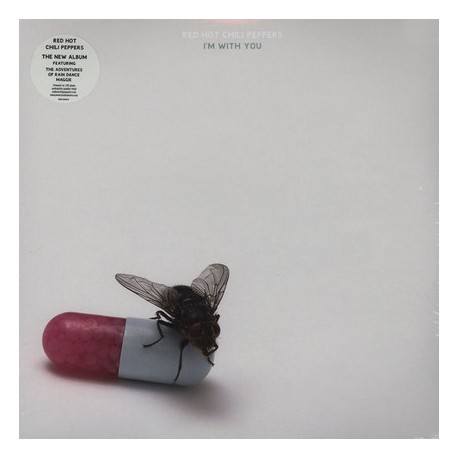 RED HOT CHILI PEPPERS
I'M WITH YOU
RED HOT
CHILI PEPPERS
THE NEW ALBUM
FEATURING
THE ADVENTURES
OF RAIN DANCE
MAGGIE